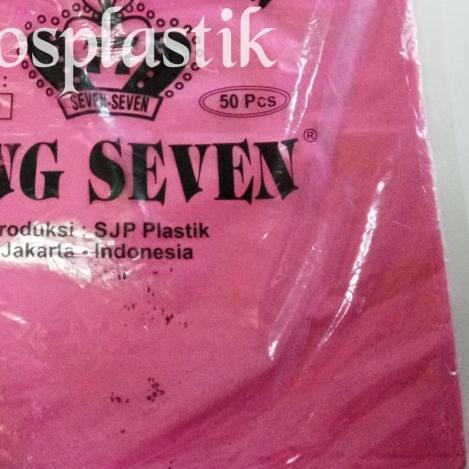 osplastik
SEVEN-SEVEN
50 Pcs
NG SEVEN ®
roduksi : SJP Plastik
Jakarta - Indonesia